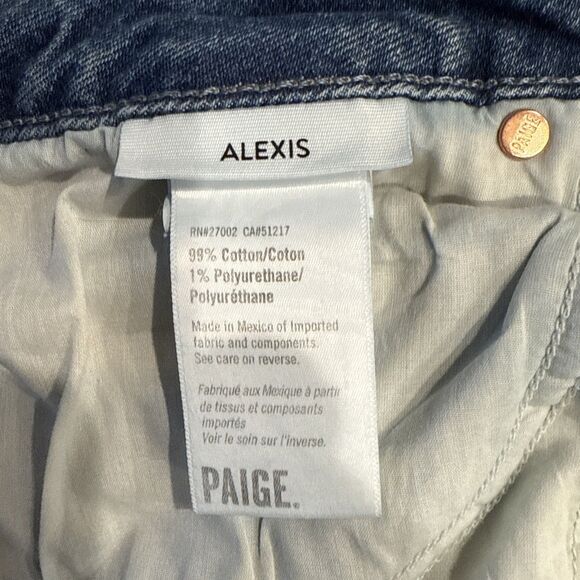 ALEXIS
PAIGE
RN#27002 CA#51217
99% Cotton/Coton
1% Polyurethane/
Polyuréthane
Made in Mexico of Imported
fabric and components.
See care on reverse.
Fabriqué aux Mexique à partir
de tissus et composants
importés
Voir le soin sur l'inverse.
PAIGE.